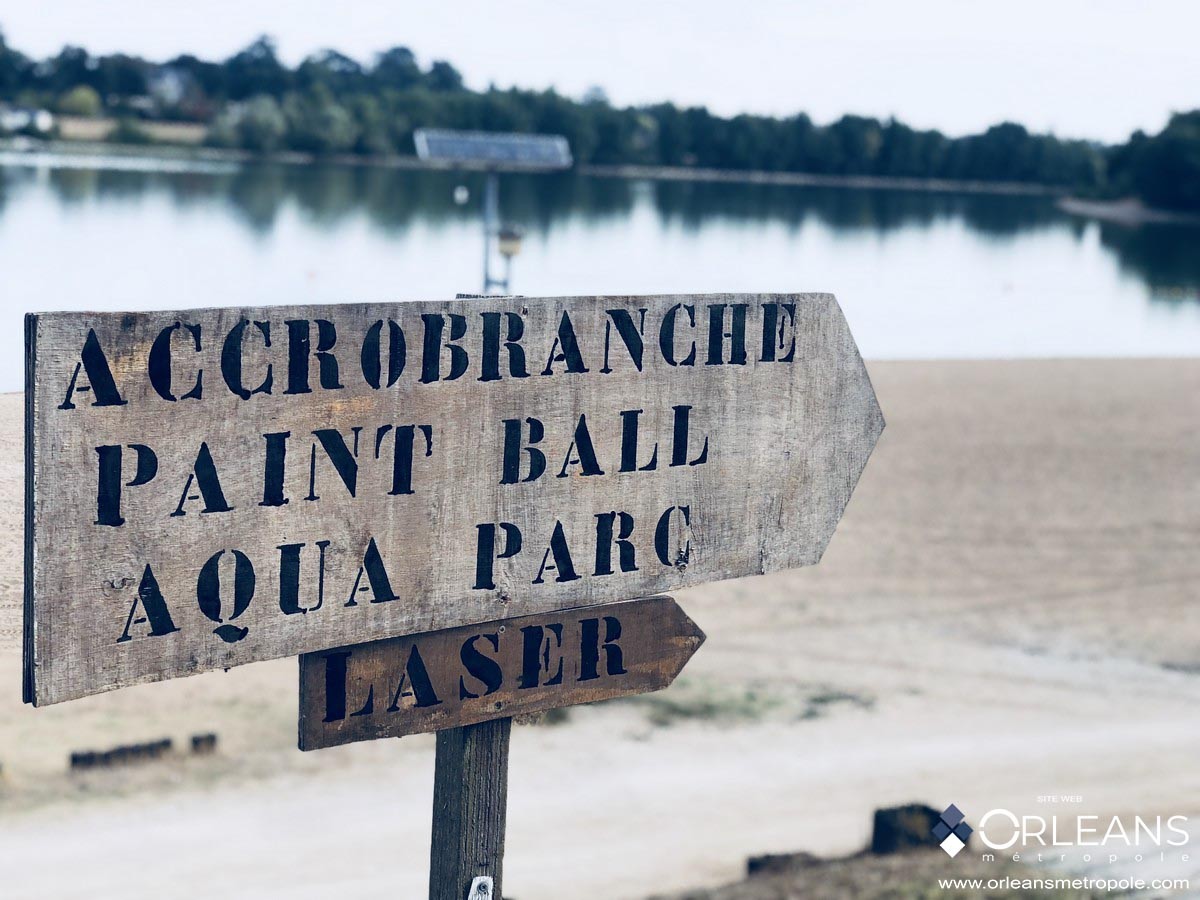 ACCROBRANCHE
PAINT BALL
AQUA PARC
LASER
SITE WEB
ORLEANS
métropole
www.orleansmetropole.com